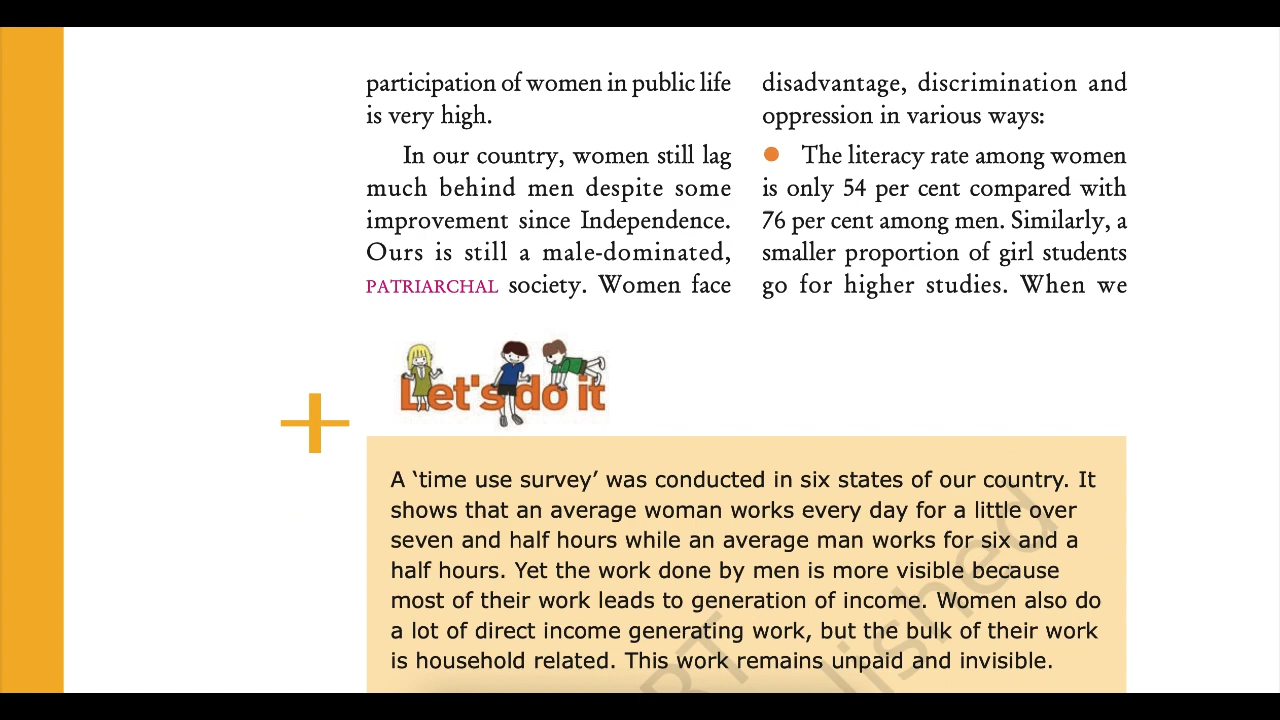 participation of women in public life
is very high.
In our country, women still lag
much behind men despite some
improvement since Independence.
Ours is still a male-dominated,
PATRIARCHAL society. Women face
disadvantage, discrimination and
oppression in various ways:
● The literacy rate among women
is only 54 per cent compared with
76 per cent among men. Similarly, a
smaller proportion of girl students
go for higher studies. When we
Let's do it
A ‘time use survey’ was conducted in six states of our country. It
shows that an average woman works every day for a little over
seven and half hours while an average man works for six and a
half hours. Yet the work done by men is more visible because
most of their work leads to generation of income. Women also do
a lot of direct income generating work, but the bulk of their work
is household related. This work remains unpaid and invisible.